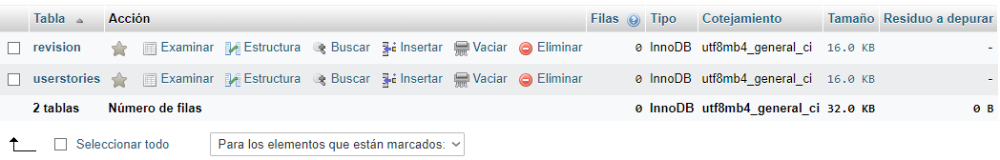 Tabla Acción Filas Tipo Cotejamiento Tamaño Residuo a depurar
revision Examinar Estructura Buscar Insertar Vaciar Eliminar 0 InnoDB utf8mb4_general_ci 16.0 KB -
userstories Examinar Estructura Buscar Insertar Vaciar Eliminar 0 InnoDB utf8mb4_general_ci 16.0 KB -
2 tablas Número de filas 0 InnoDB utf8mb4_general_ci 32.0 KB 0 B
Seleccionar todo Para los elementos que están marcados: